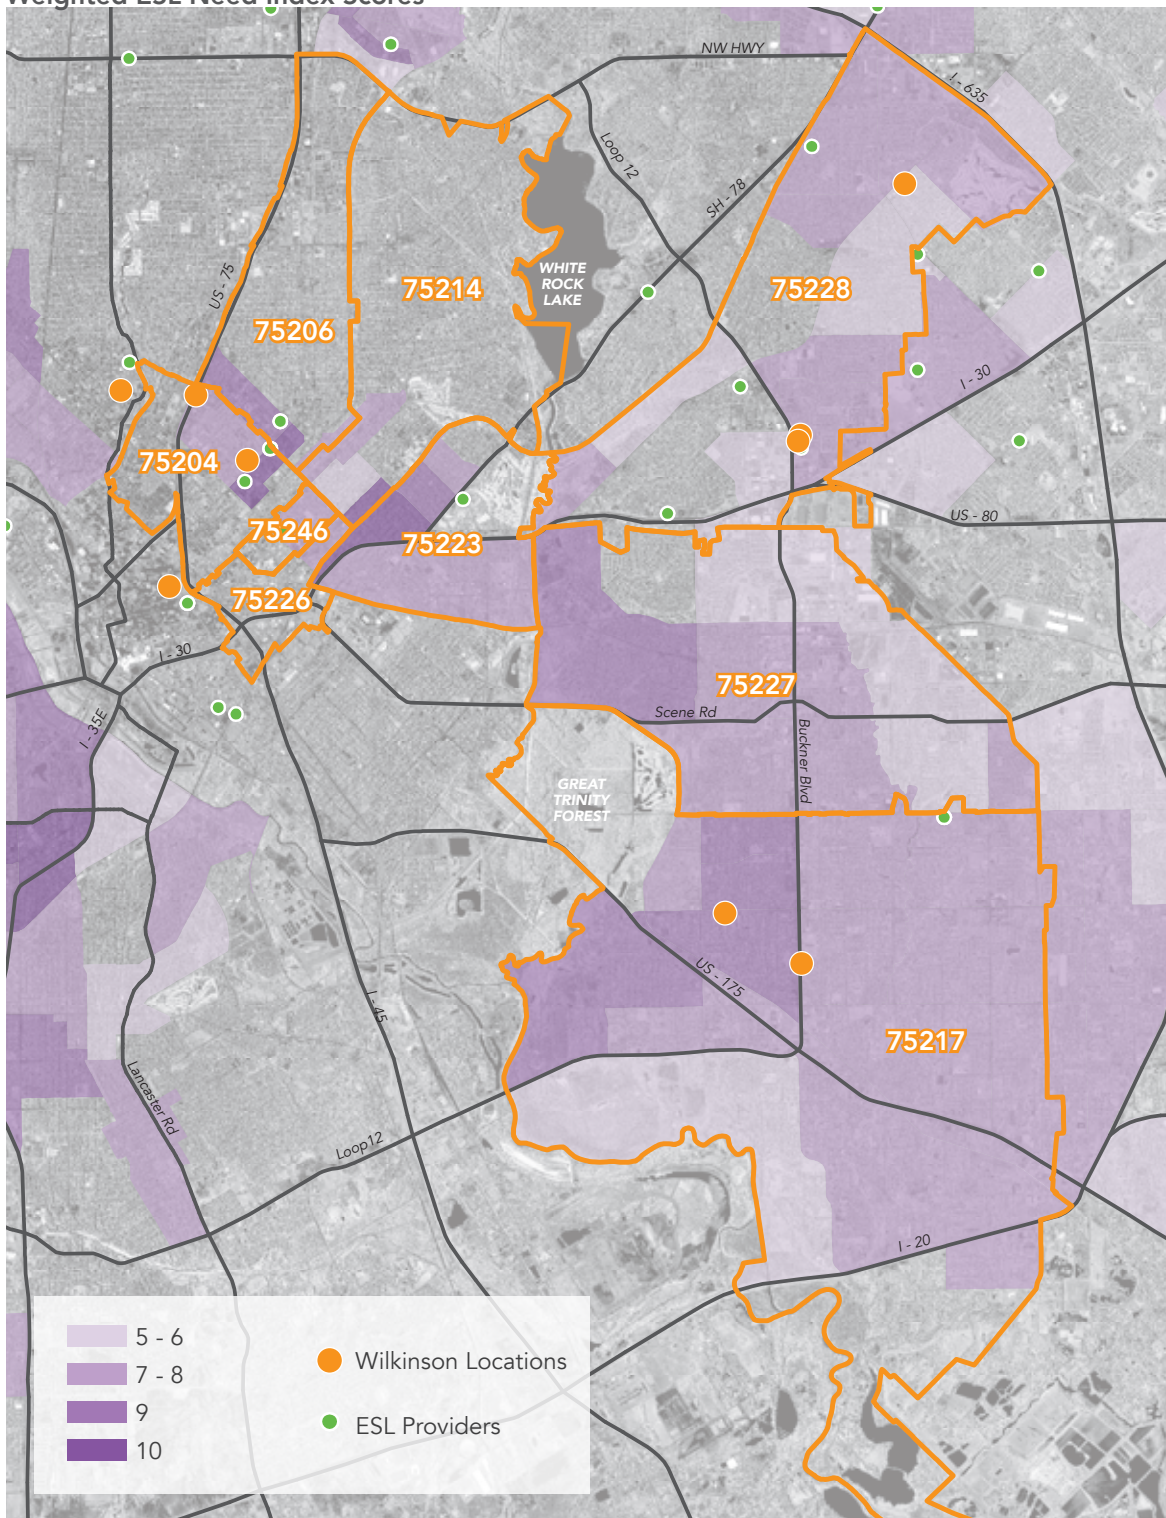 Weighted ESL Need Index Scores
NW HWY
I - 635
Loop 12
SH - 78
US - 75
WHITE
ROCK
LAKE
75214
75228
75206
I - 30
75204
75246
75223
US - 80
75226
I - 30
75227
Scene Rd
I - 35E
Buckner Blvd
GREAT
TRINITY
FOREST
US - 175
I - 45
75217
Lancaster Rd
Loop12
I - 20
5 - 6
7 - 8
9
10
Wilkinson Locations
ESL Providers